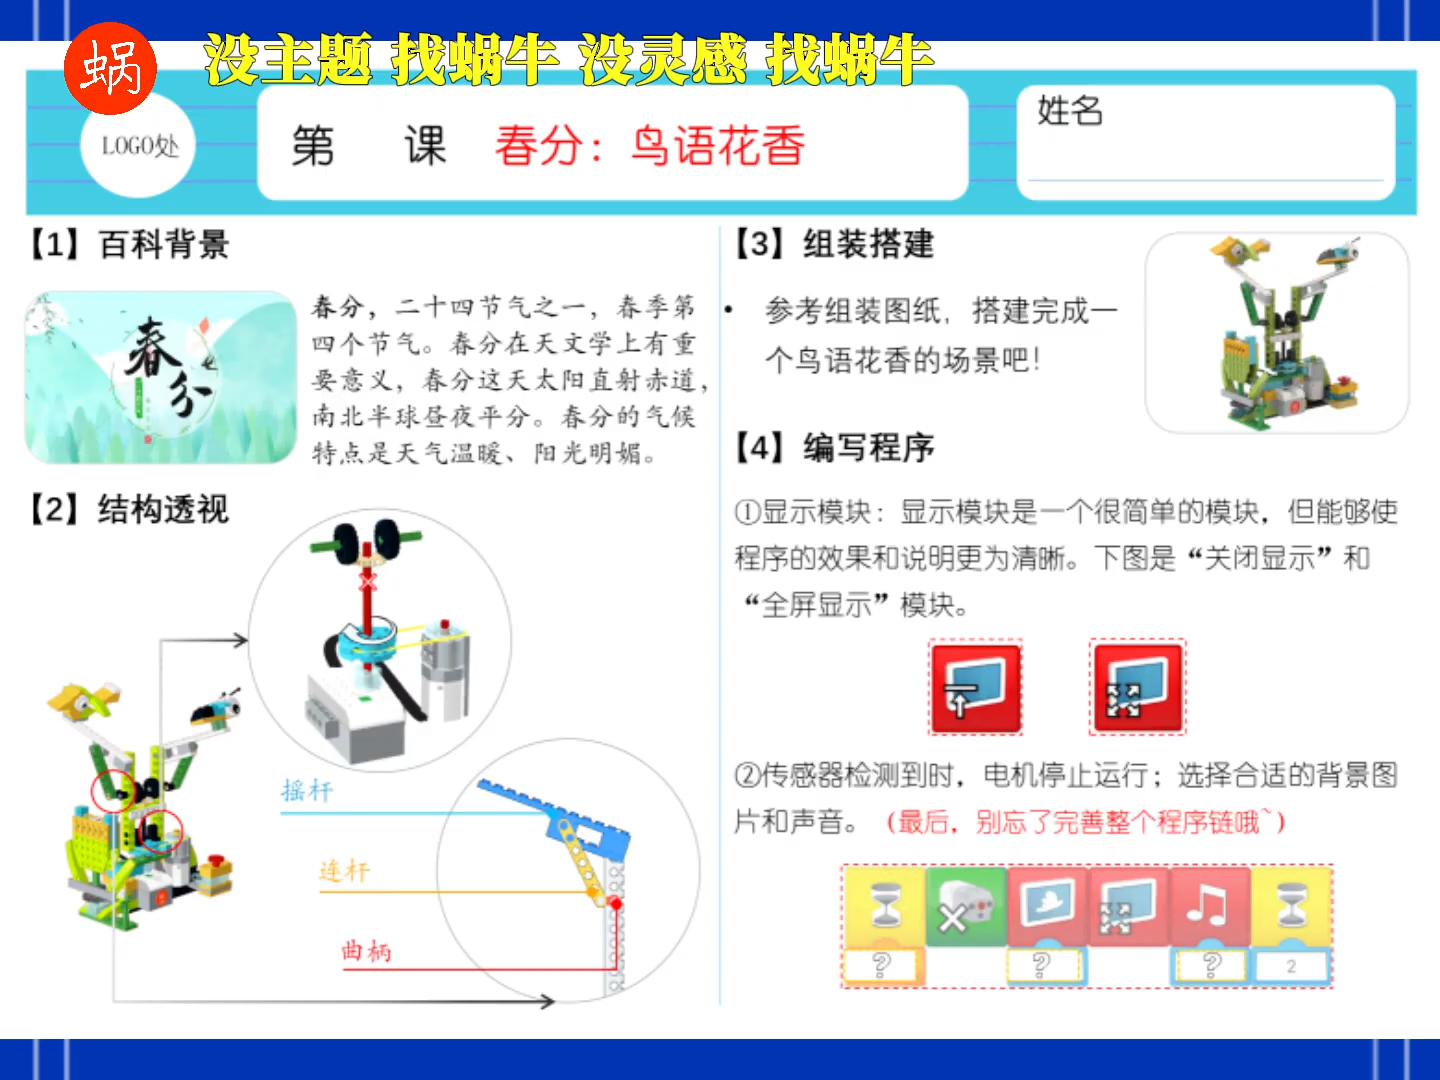 蜗
没主题 找蜗牛 没灵感 找蜗牛
LOGO处
第 课 春分：鸟语花香
姓名
【1】百科背景
春分
春分，二十四节气之一，春季第
四个节气。春分在天文学上有重
要意义，春分这天太阳直射赤道，
南北半球昼夜平分。春分的气候
特点是天气温暖、阳光明媚。
【2】结构透视
摇杆
连杆
曲柄
【3】组装搭建
• 参考组装图纸，搭建完成一
个鸟语花香的场景吧！
【4】编写程序
①显示模块：显示模块是一个很简单的模块，但能够使
程序的效果和说明更为清晰。下图是“关闭显示”和
“全屏显示”模块。
②传感器检测到时，电机停止运行；选择合适的背景图
片和声音。（最后，别忘了完善整个程序链哦~）
? ? ? 2